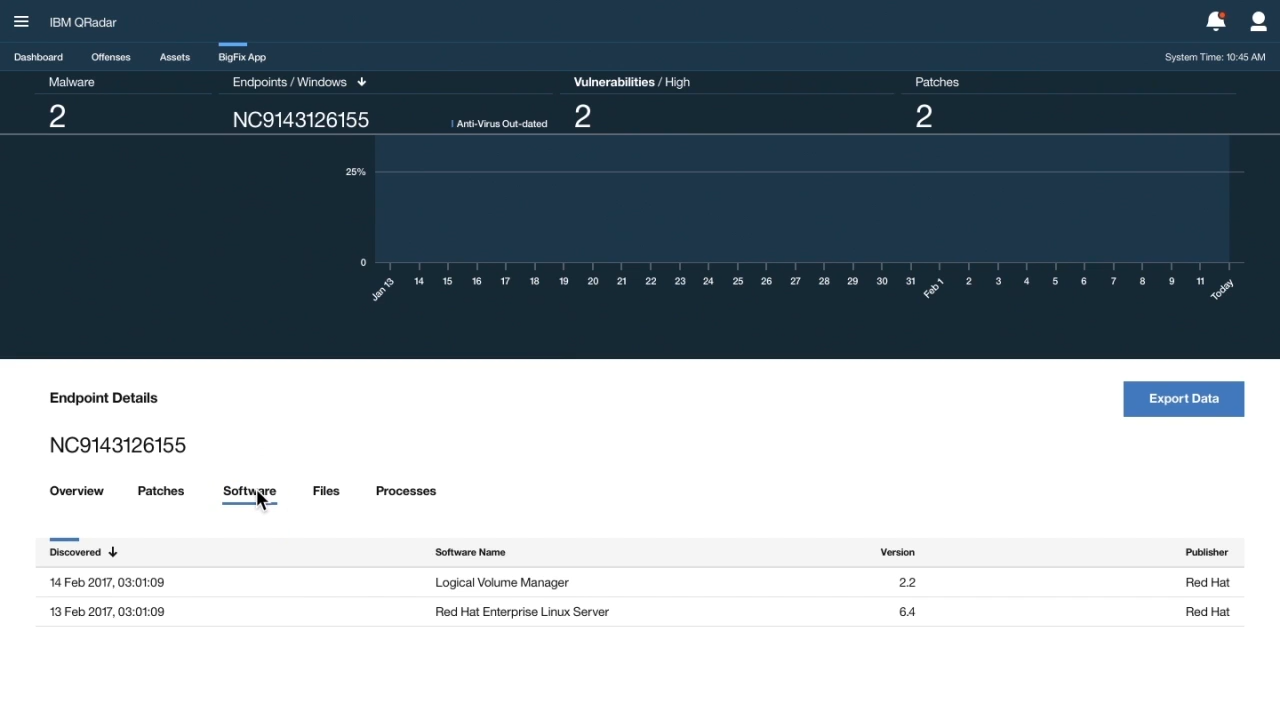 IBM QRadar
Dashboard Offenses Assets BigFix App System Time: 10:45 AM
Malware Endpoints / Windows Vulnerabilities / High Patches
2 NC9143126155 Anti-Virus Out-dated 2 2
25%
0
Jan 13 14 15 16 17 18 19 20 21 22 23 24 25 26 27 28 29 30 31 Feb 1 2 3 4 5 6 7 8 9 11 Today
Endpoint Details Export Data
NC9143126155
Overview Patches Software Files Processes
Discovered Software Name Version Publisher
14 Feb 2017, 03:01:09 Logical Volume Manager 2.2 Red Hat
13 Feb 2017, 03:01:09 Red Hat Enterprise Linux Server 6.4 Red Hat